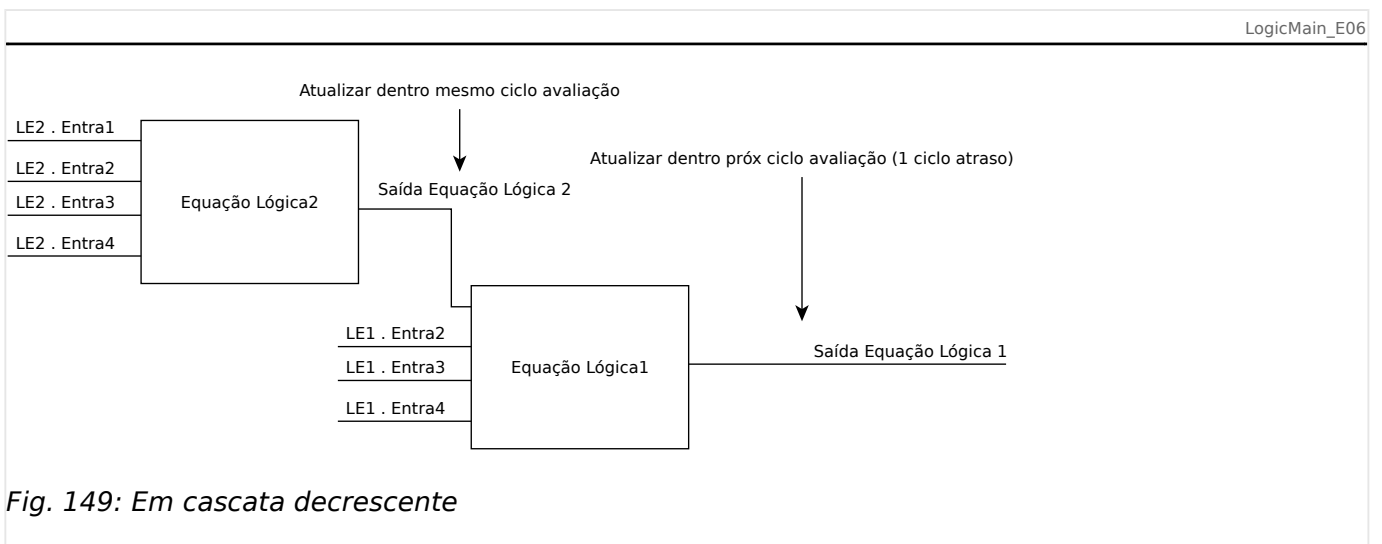 LogicMain_E06
Atualizar dentro mesmo ciclo avaliação
LE2 . Entra1
Atualizar dentro próx ciclo avaliação (1 ciclo atraso)
LE2 . Entra2
Saída Equação Lógica 2
LE2 . Entra3
Equação Lógica2
LE2 . Entra4
LE1 . Entra2
Saída Equação Lógica 1
LE1 . Entra3
Equação Lógica1
LE1 . Entra4
Fig. 149: Em cascata decrescente